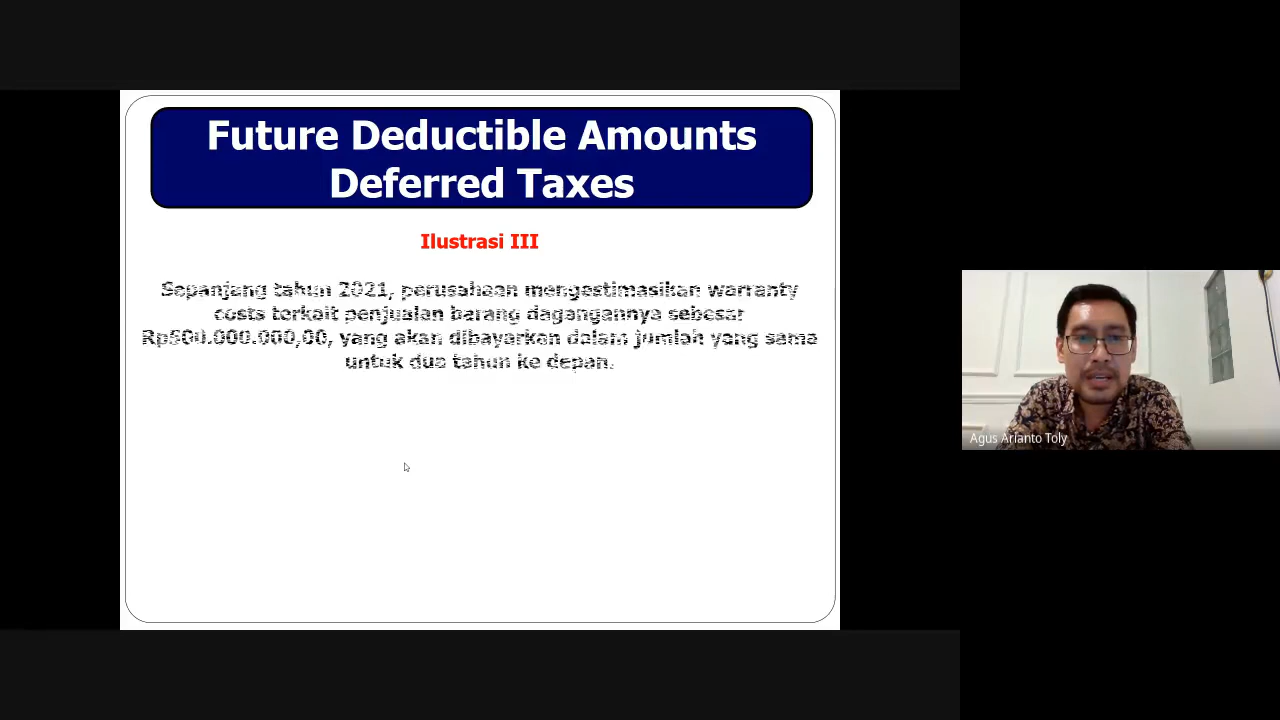 Future Deductible Amounts
Deferred Taxes
Ilustrasi III
Sepanjang tahun 2021, perusahaan mengestimasikan warranty
costs terkait penjualan barang dagangannya sebesar
Rp500.000.000,00, yang akan dibayarkan dalam jumlah yang sama
untuk dua tahun ke depan.
Agus Arianto Toly